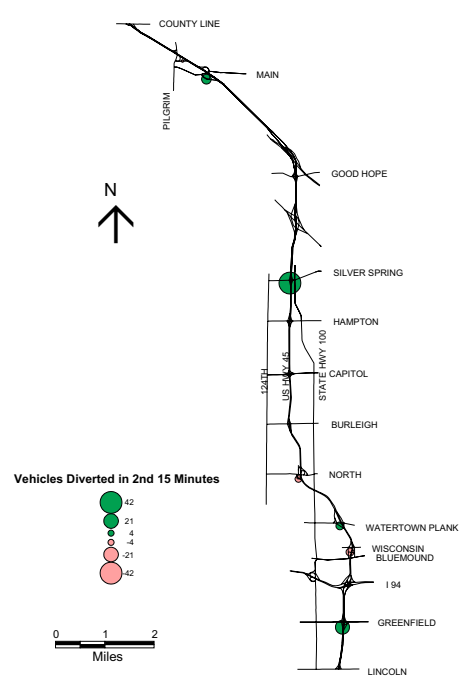 COUNTY LINE
MAIN
PILGRIM
GOOD HOPE
N
SILVER SPRING
HAMPTON
124TH
US HWY 45
STATE HWY 100
CAPITOL
BURLEIGH
NORTH
Vehicles Diverted in 2nd 15 Minutes
42
21
4
-4
-21
-42
WATERTOWN PLANK
WISCONSIN
BLUEMOUND
I 94
GREENFIELD
0 1 2
Miles
LINCOLN